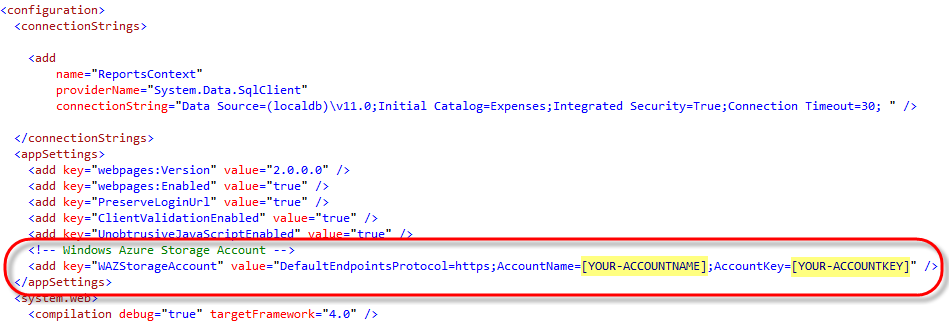 <configuration>
<connectionStrings>
<add
name="ReportsContext"
providerName="System.Data.SqlClient"
connectionString="Data Source=(localdb)\v11.0;Initial Catalog=Expenses;Integrated Security=True;Connection Timeout=30; " />
</connectionStrings>
<appSettings>
<add key="webpages:Version" value="2.0.0.0" />
<add key="webpages:Enabled" value="true" />
<add key="PreserveLoginUrl" value="true" />
<add key="ClientValidationEnabled" value="true" />
<add key="UnobtrusiveJavaScriptEnabled" value="true" />
<!-- Windows Azure Storage Account -->
<add key="WAZStorageAccount" value="DefaultEndpointsProtocol=https;AccountName=[YOUR-ACCOUNTNAME];AccountKey=[YOUR-ACCOUNTKEY]" />
</appSettings>
<system.web>
<compilation debug="true" targetFramework="4.0" />